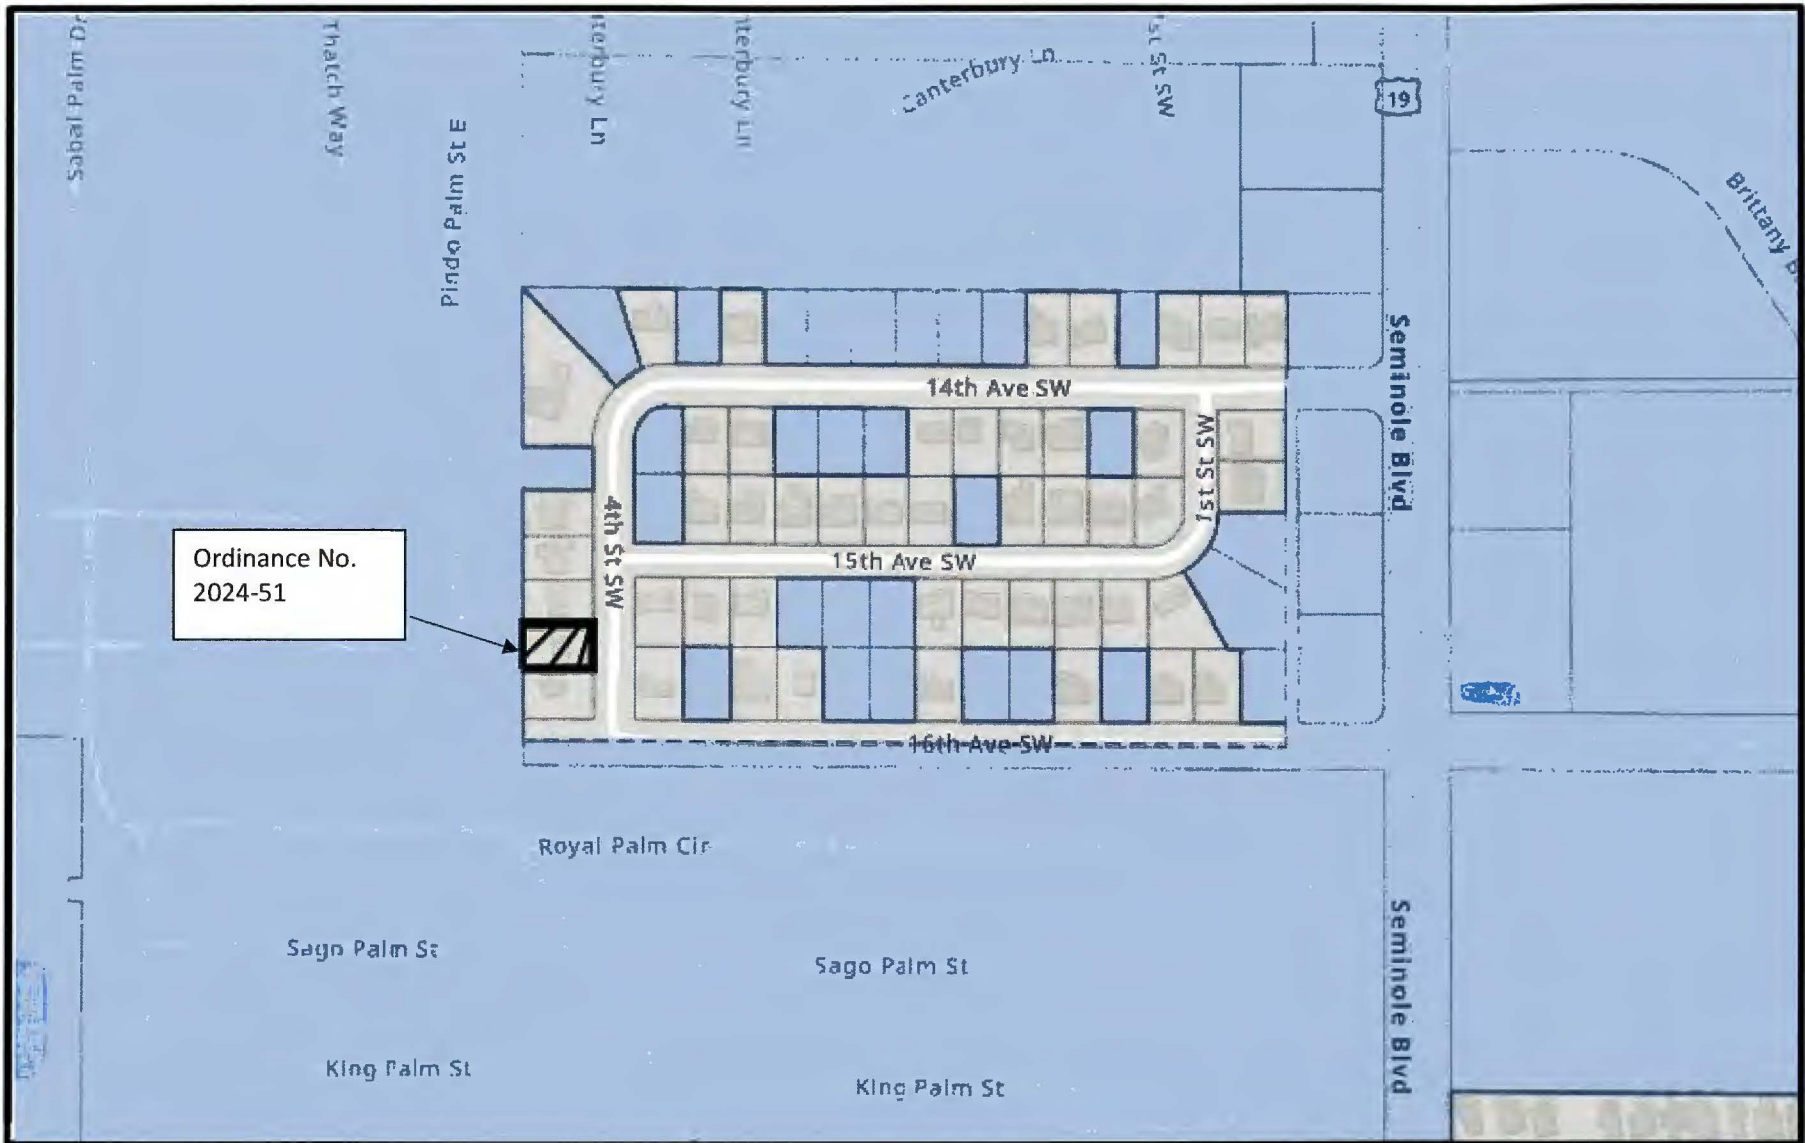 Sabal Palm Dr
Thatch Way
Pindo Palm St E
terbury Ln
terbury Ln
Canterbury Ln
1st St SW
19
Brittany B
Seminole Blvd
14th Ave SW
1st St SW
4th St SW
15th Ave SW
Ordinance No.
2024-51
16th Ave SW
Royal Palm Cir
Sago Palm St
Sago Palm St
Seminole Blvd
King Palm St
King Palm St